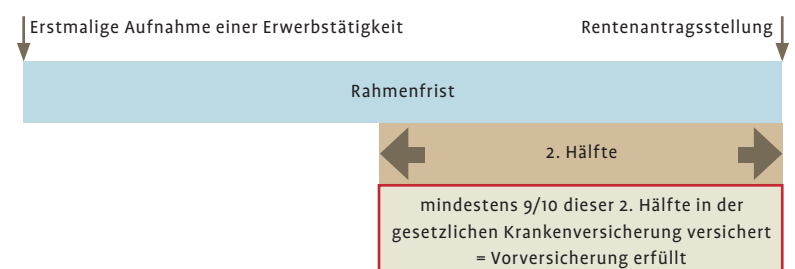 Erstmalige Aufnahme einer Erwerbstätigkeit
Rentenantragsstellung
Rahmenfrist
2. Hälfte
mindestens 9/10 dieser 2. Hälfte in der
gesetzlichen Krankenversicherung versichert
= Vorversicherung erfüllt